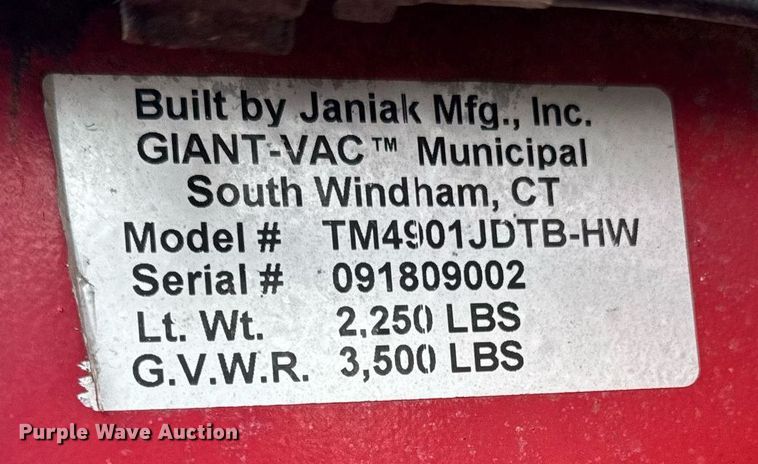 Built by Janiak Mfg., Inc.
GIANT-VAC™ Municipal
South Windham, CT
Model # TM4901JDTB-HW
Serial # 091809002
Lt. Wt. 2,250 LBS
G.V.W.R. 3,500 LBS
Purple Wave Auction